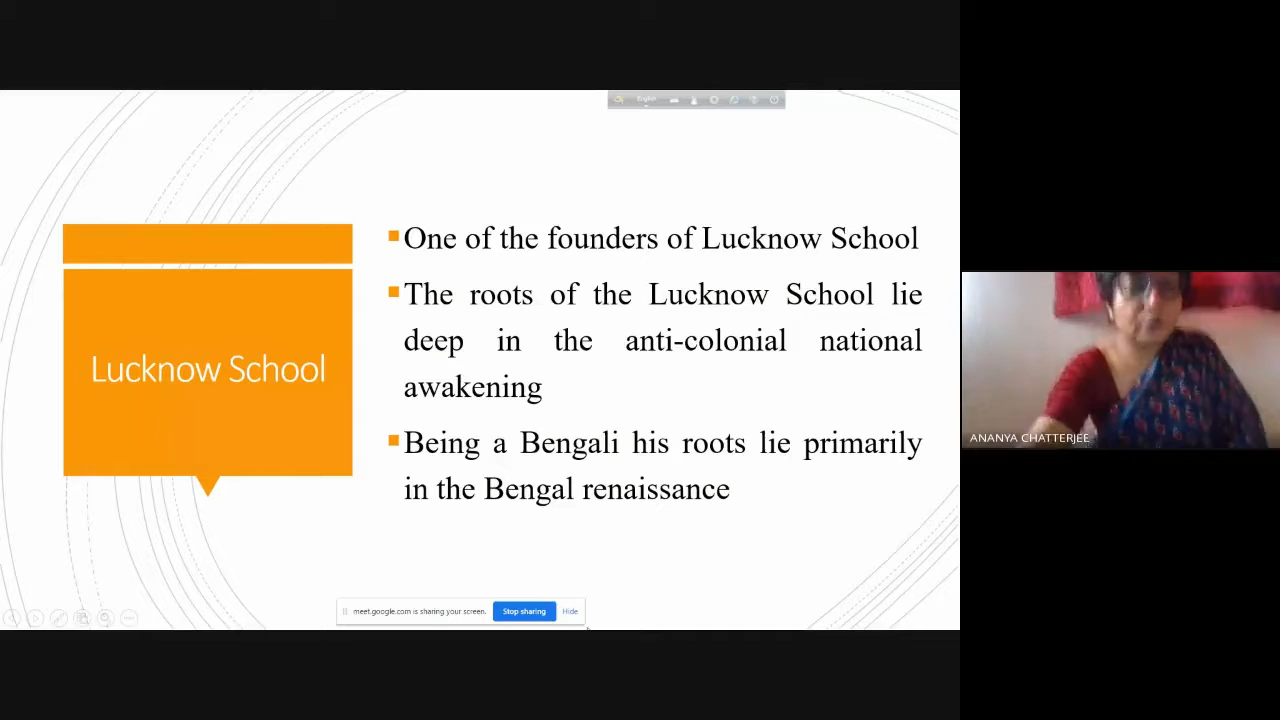 English
Lucknow School
One of the founders of Lucknow School
The roots of the Lucknow School lie
deep in the anti-colonial national
awakening
Being a Bengali his roots lie primarily
in the Bengal renaissance
ANANYA CHATTERJEE
meet.google.com is sharing your screen.
Stop sharing
Hide